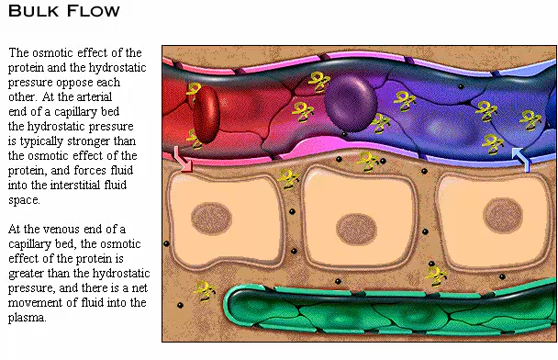 BULK FLOW
The osmotic effect of the
protein and the hydrostatic
pressure oppose each
other. At the arterial
end of a capillary bed
the hydrostatic pressure
is typically stronger than
the osmotic effect of the
protein, and forces fluid
into the interstitial fluid
space.
At the venous end of a
capillary bed, the osmotic
effect of the protein is
greater than the hydrostatic
pressure, and there is a net
movement of fluid into the
plasma.